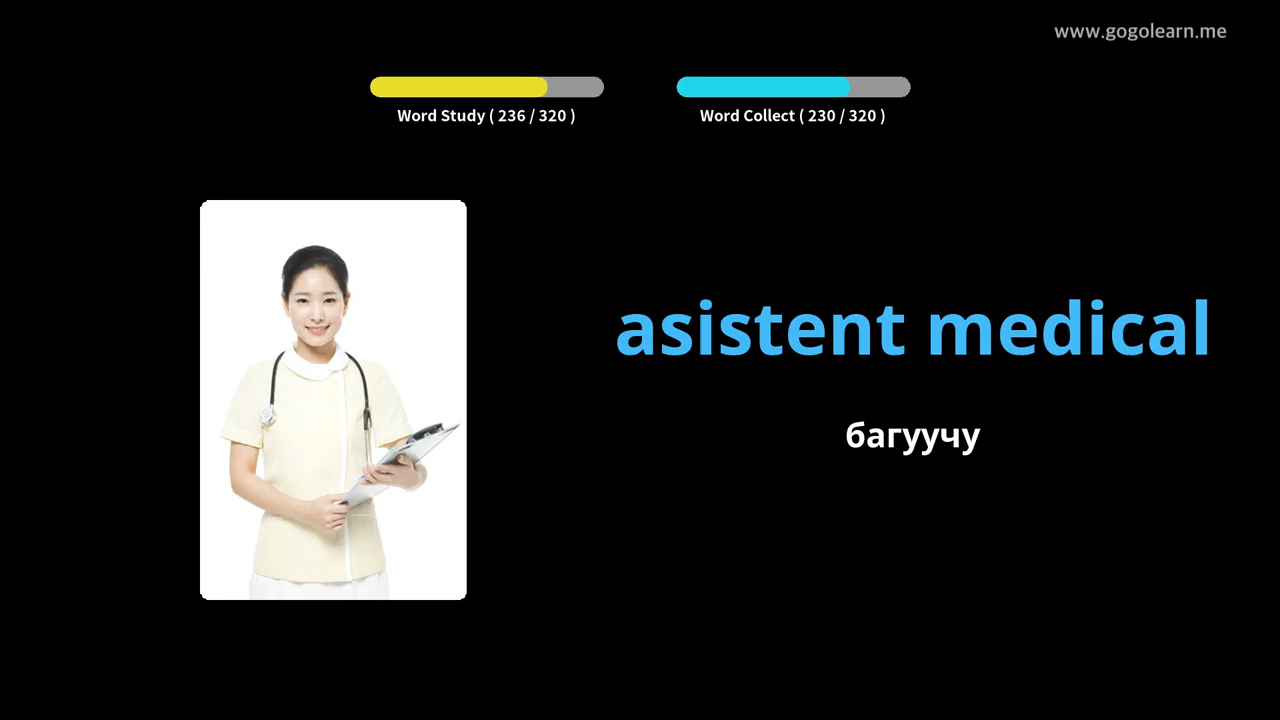 www.gogolearn.me
Word Study ( 236 / 320 )
Word Collect ( 230 / 320 )
asistent medical
багуучу